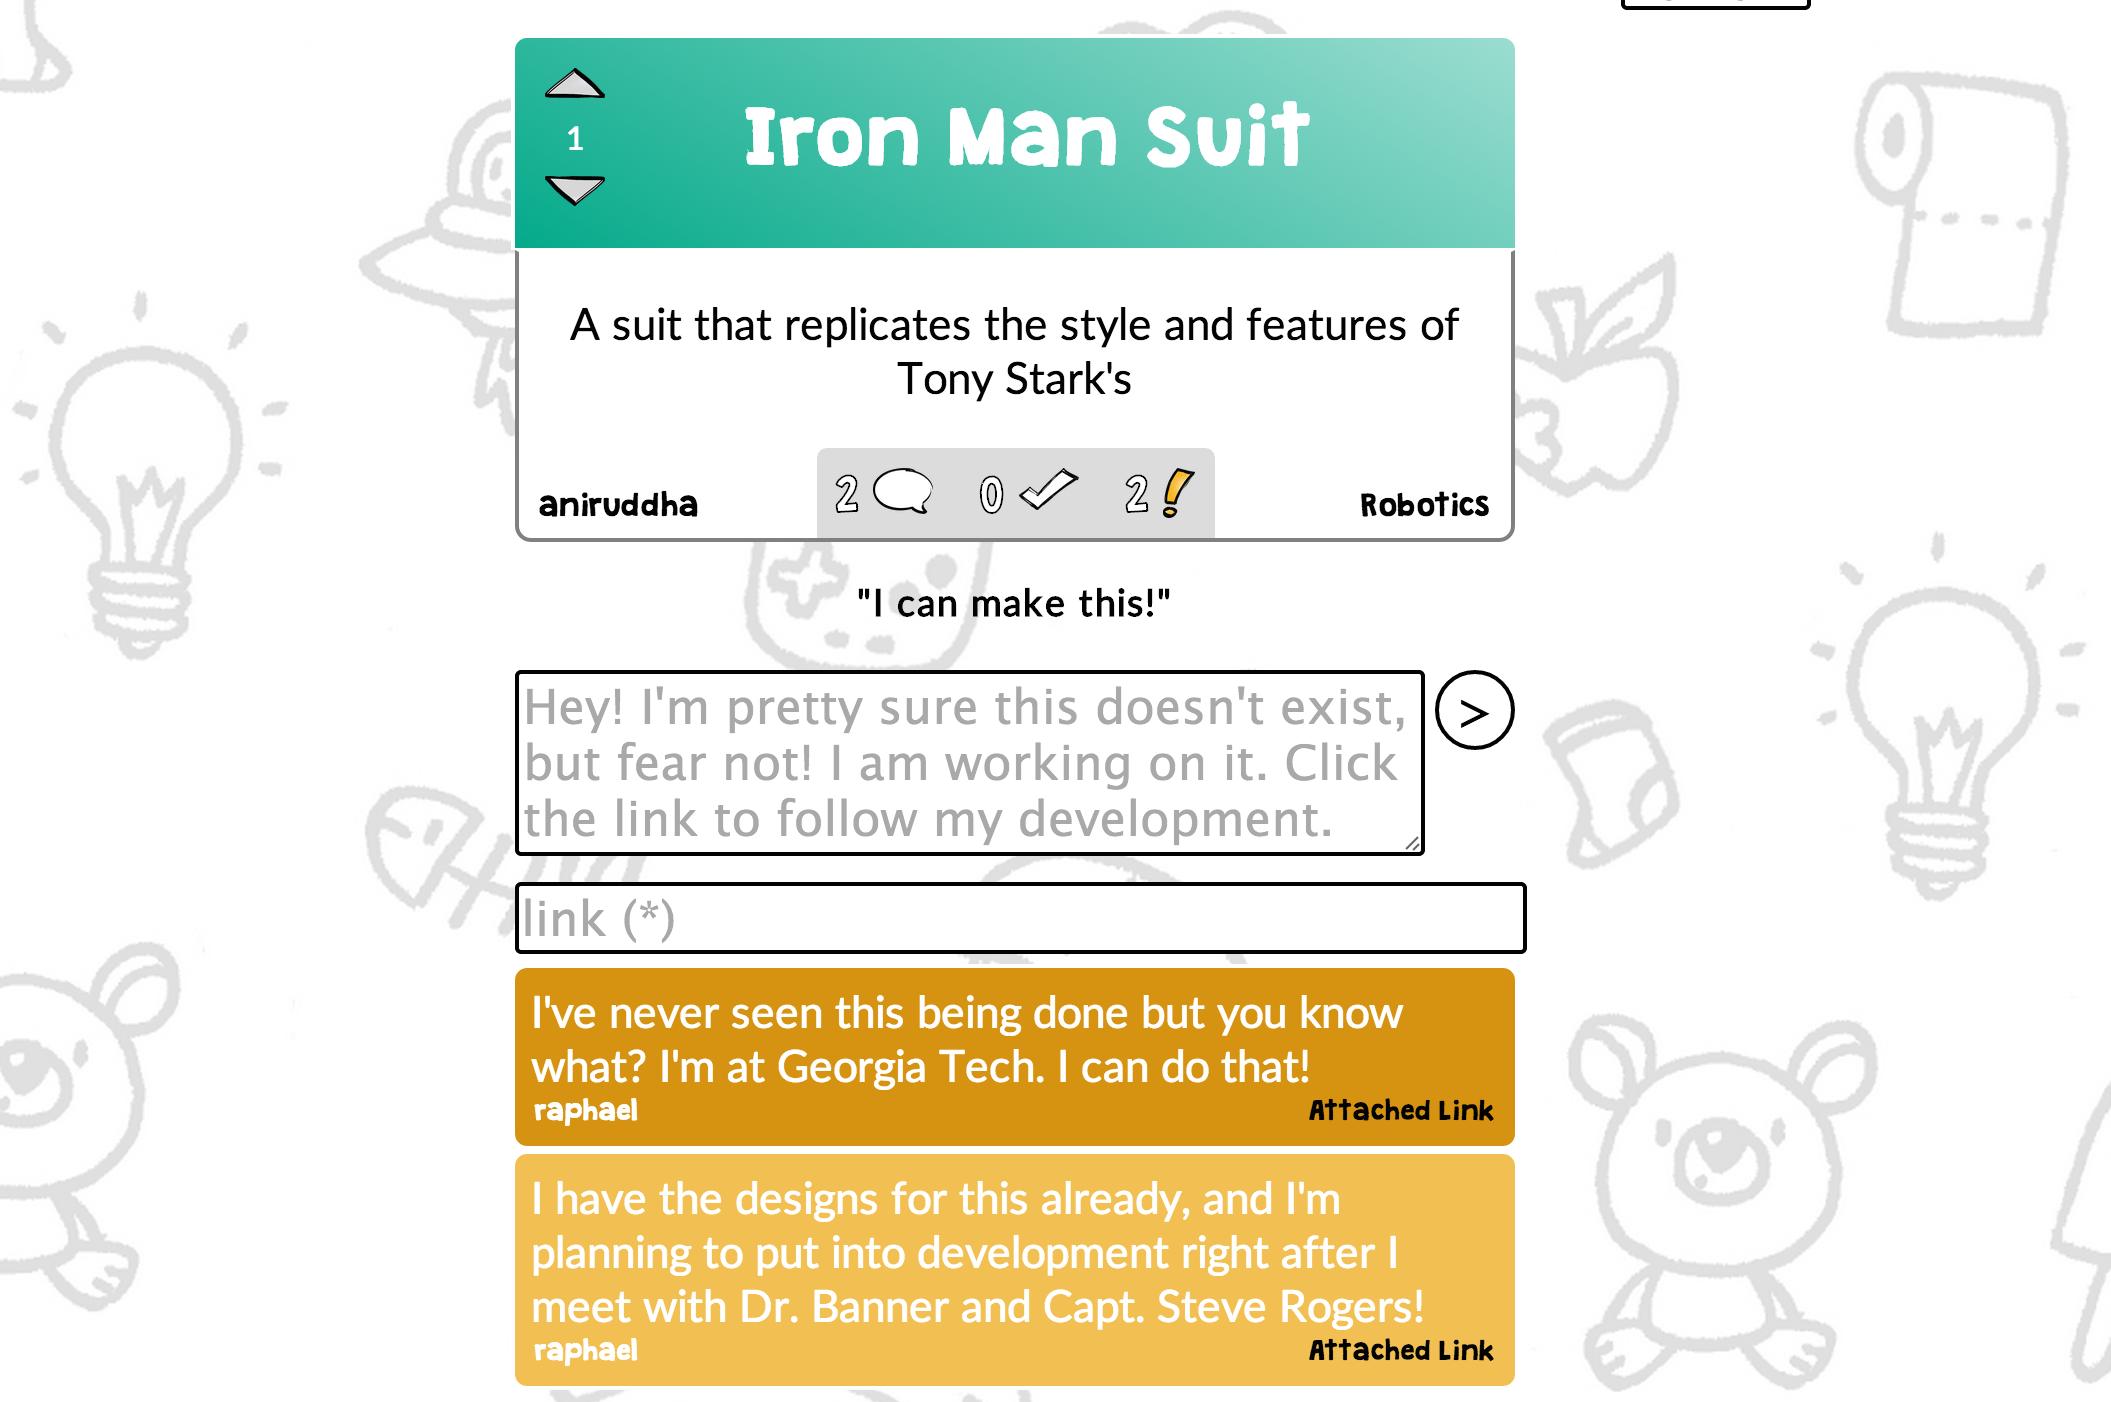 1
Iron Man Suit
A suit that replicates the style and features of
Tony Stark's
aniruddha
2
0
2
Robotics
"I can make this!"
Hey! I'm pretty sure this doesn't exist,
but fear not! I am working on it. Click
the link to follow my development.
>
link (*)
I've never seen this being done but you know
what? I'm at Georgia Tech. I can do that!
raphael
Attached Link
I have the designs for this already, and I'm
planning to put into development right after I
meet with Dr. Banner and Capt. Steve Rogers!
raphael
Attached Link